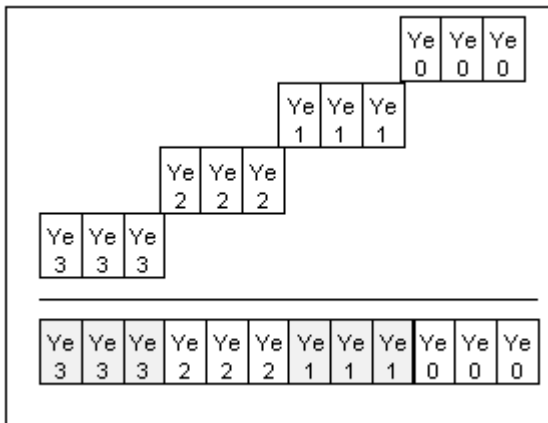 Ye Ye Ye
0 0 0
Ye Ye Ye
1 1 1
Ye Ye Ye
2 2 2
Ye Ye Ye
3 3 3
Ye Ye Ye Ye Ye Ye Ye Ye Ye Ye Ye Ye
3 3 3 2 2 2 1 1 1 0 0 0